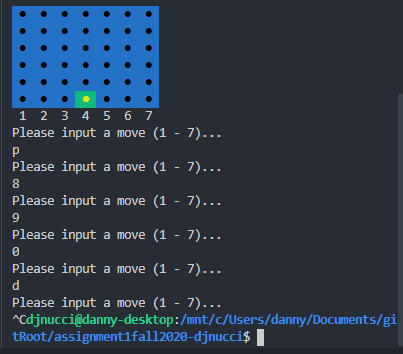 1 2 3 4 5 6 7
Please input a move (1 - 7)...
p
Please input a move (1 - 7)...
8
Please input a move (1 - 7)...
9
Please input a move (1 - 7)...
0
Please input a move (1 - 7)...
d
Please input a move (1 - 7)...
^Cdjnucci@danny-desktop:/mnt/c/Users/danny/Documents/gi
tRoot/assignment1fall2020-djnucci$